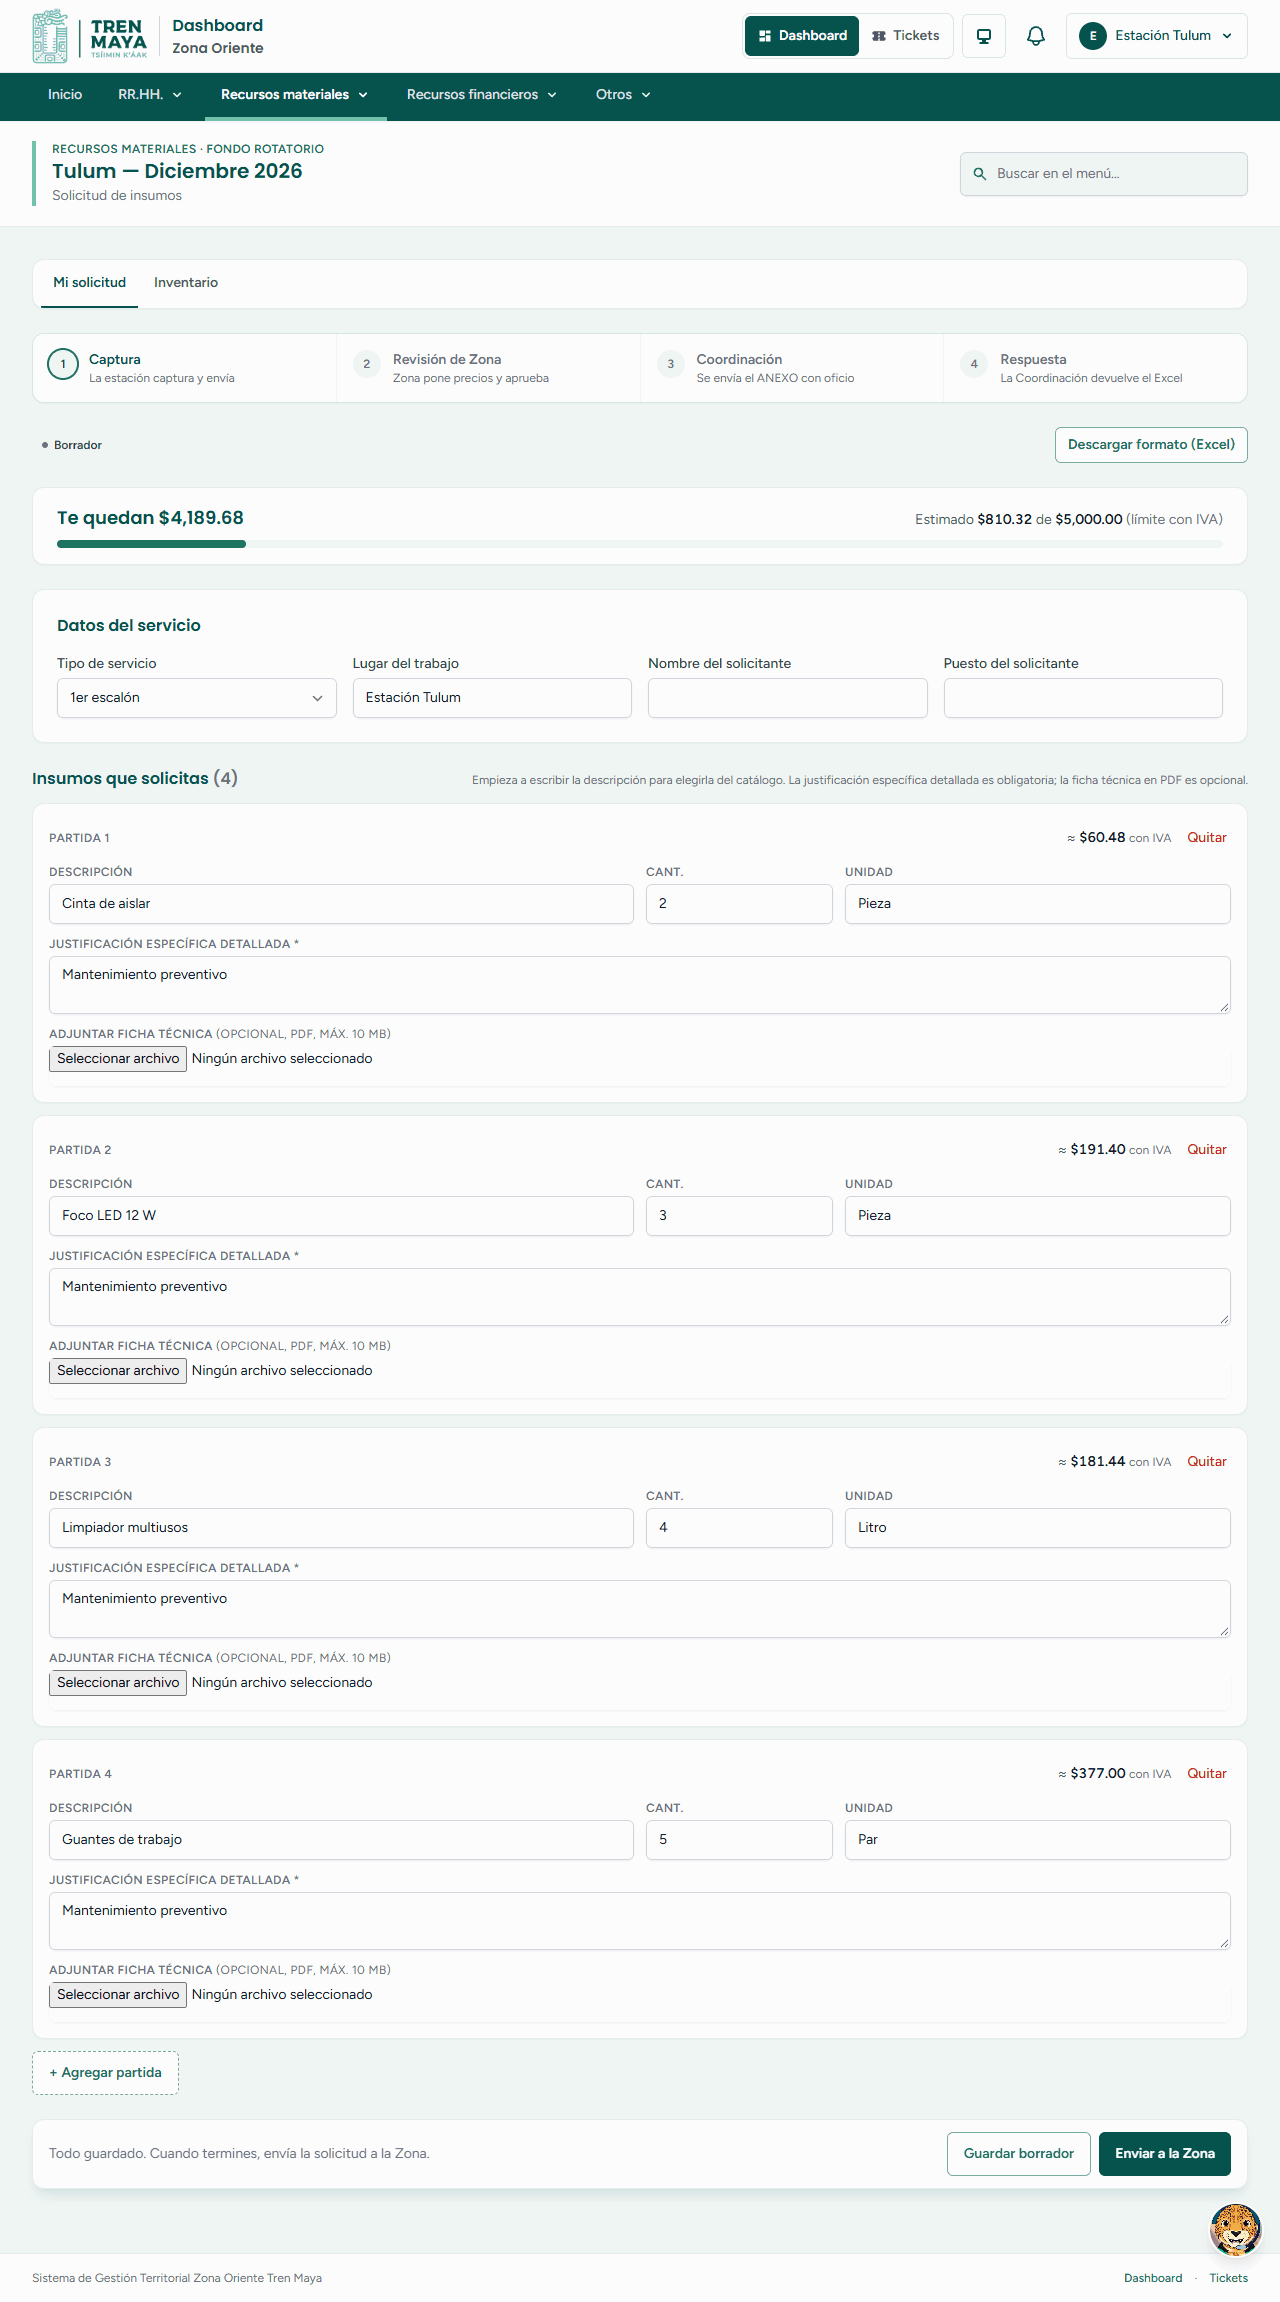 TREN
MAYA
TSÍIMIN K'ÁAK
Dashboard
Zona Oriente
Dashboard
Tickets
E
Estación Tulum
Inicio
RR.HH.
Recursos materiales
Recursos financieros
Otros
RECURSOS MATERIALES · FONDO ROTATORIO
Tulum — Diciembre 2026
Solicitud de insumos
Buscar en el menú...
Mi solicitud
Inventario
1
Captura
La estación captura y envía
2
Revisión de Zona
Zona pone precios y aprueba
3
Coordinación
Se envía el ANEXO con oficio
4
Respuesta
La Coordinación devuelve el Excel
Borrador
Descargar formato (Excel)
Te quedan $4,189.68
Estimado $810.32 de $5,000.00 (límite con IVA)
Datos del servicio
Tipo de servicio
Lugar del trabajo
Nombre del solicitante
Puesto del solicitante
1er escalón
Estación Tulum
Insumos que solicitas (4)
Empieza a escribir la descripción para elegirla del catálogo. La justificación específica detallada es obligatoria; la ficha técnica en PDF es opcional.
PARTIDA 1
≈ $60.48 con IVA
Quitar
DESCRIPCIÓN
CANT.
UNIDAD
Cinta de aislar
2
Pieza
JUSTIFICACIÓN ESPECÍFICA DETALLADA *
Mantenimiento preventivo
ADJUNTAR FICHA TÉCNICA (OPCIONAL, PDF, MÁX. 10 MB)
Seleccionar archivo
Ningún archivo seleccionado
PARTIDA 2
≈ $191.40 con IVA
Quitar
DESCRIPCIÓN
CANT.
UNIDAD
Foco LED 12 W
3
Pieza
JUSTIFICACIÓN ESPECÍFICA DETALLADA *
Mantenimiento preventivo
ADJUNTAR FICHA TÉCNICA (OPCIONAL, PDF, MÁX. 10 MB)
Seleccionar archivo
Ningún archivo seleccionado
PARTIDA 3
≈ $181.44 con IVA
Quitar
DESCRIPCIÓN
CANT.
UNIDAD
Limpiador multiusos
4
Litro
JUSTIFICACIÓN ESPECÍFICA DETALLADA *
Mantenimiento preventivo
ADJUNTAR FICHA TÉCNICA (OPCIONAL, PDF, MÁX. 10 MB)
Seleccionar archivo
Ningún archivo seleccionado
PARTIDA 4
≈ $377.00 con IVA
Quitar
DESCRIPCIÓN
CANT.
UNIDAD
Guantes de trabajo
5
Par
JUSTIFICACIÓN ESPECÍFICA DETALLADA *
Mantenimiento preventivo
ADJUNTAR FICHA TÉCNICA (OPCIONAL, PDF, MÁX. 10 MB)
Seleccionar archivo
Ningún archivo seleccionado
+ Agregar partida
Todo guardado. Cuando termines, envía la solicitud a la Zona.
Guardar borrador
Enviar a la Zona
Sistema de Gestión Territorial Zona Oriente Tren Maya
Dashboard · Tickets